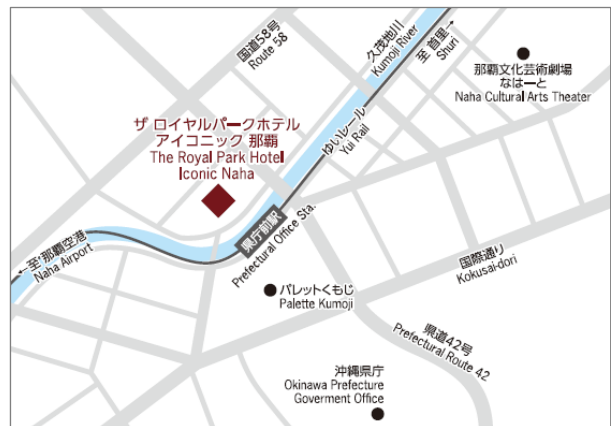 国道58号
Route 58
久茂地川
Kumoji River
至 首里→
Shuri
那覇文化芸術劇場
なはーと
Naha Cultural Arts Theater
ザ ロイヤルパークホテル
アイコニック 那覇
The Royal Park Hotel
Iconic Naha
ゆいレール
Yui Rail
県庁前駅
Prefectural Office Sta.
←至 那覇空港
Naha Airport
国際通り
Kokusai-dori
パレットくもじ
Palette Kumoji
県道42号
Prefectural Route 42
沖縄県庁
Okinawa Prefecture
Goverment Office